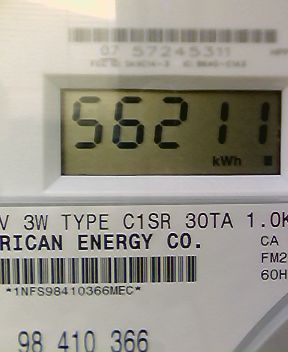 07 57245311
56211
kWh
V 3W TYPE C1SR 30TA 1.0K
RICAN ENERGY CO.
CA
FM2
60H
*1NFS98410366MEC*
98 410 366